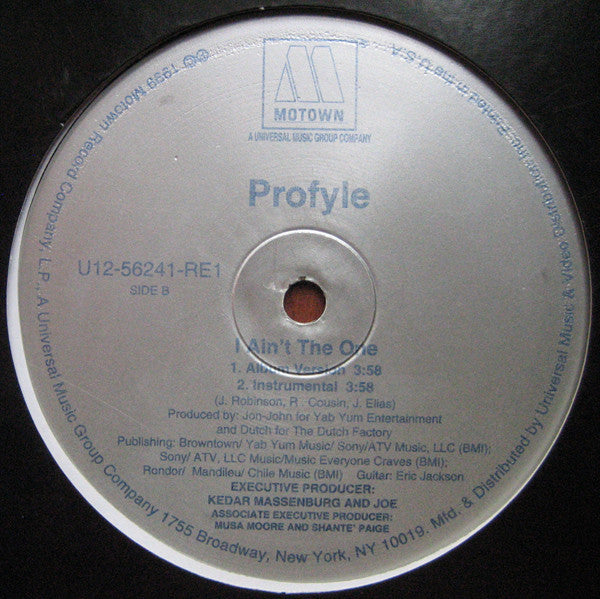 MOTOWN
A UNIVERSAL MUSIC GROUP COMPANY
Profyle
U12-56241-RE1
SIDE B
I Ain't The One
1. Album Version 3:58
2. Instrumental 3:58
(J. Robinson, R. Cousin, J. Elias)
Produced by: Jon-John for Yab Yum Entertainment
and Dutch for The Dutch Factory
Publishing: Browntown/ Yab Yum Music/ Sony/ATV Music, LLC (BMI);
Sony/ ATV, LLC Music/Music Everyone Craves (BMI);
Rondor/ Mandileu/ Chile Music (BMI) Guitar: Eric Jackson
EXECUTIVE PRODUCER:
KEDAR MASSENBURG AND JOE
ASSOCIATE EXECUTIVE PRODUCER:
MUSA MOORE AND SHANTE' PAIGE
℗© 1999 Motown Record Company, L.P., A Universal Music Group Company 1755 Broadway, New York, NY 10019. Mfd. & Distributed by Universal Music & Video Distribution, Inc. Printed in the U.S.A.